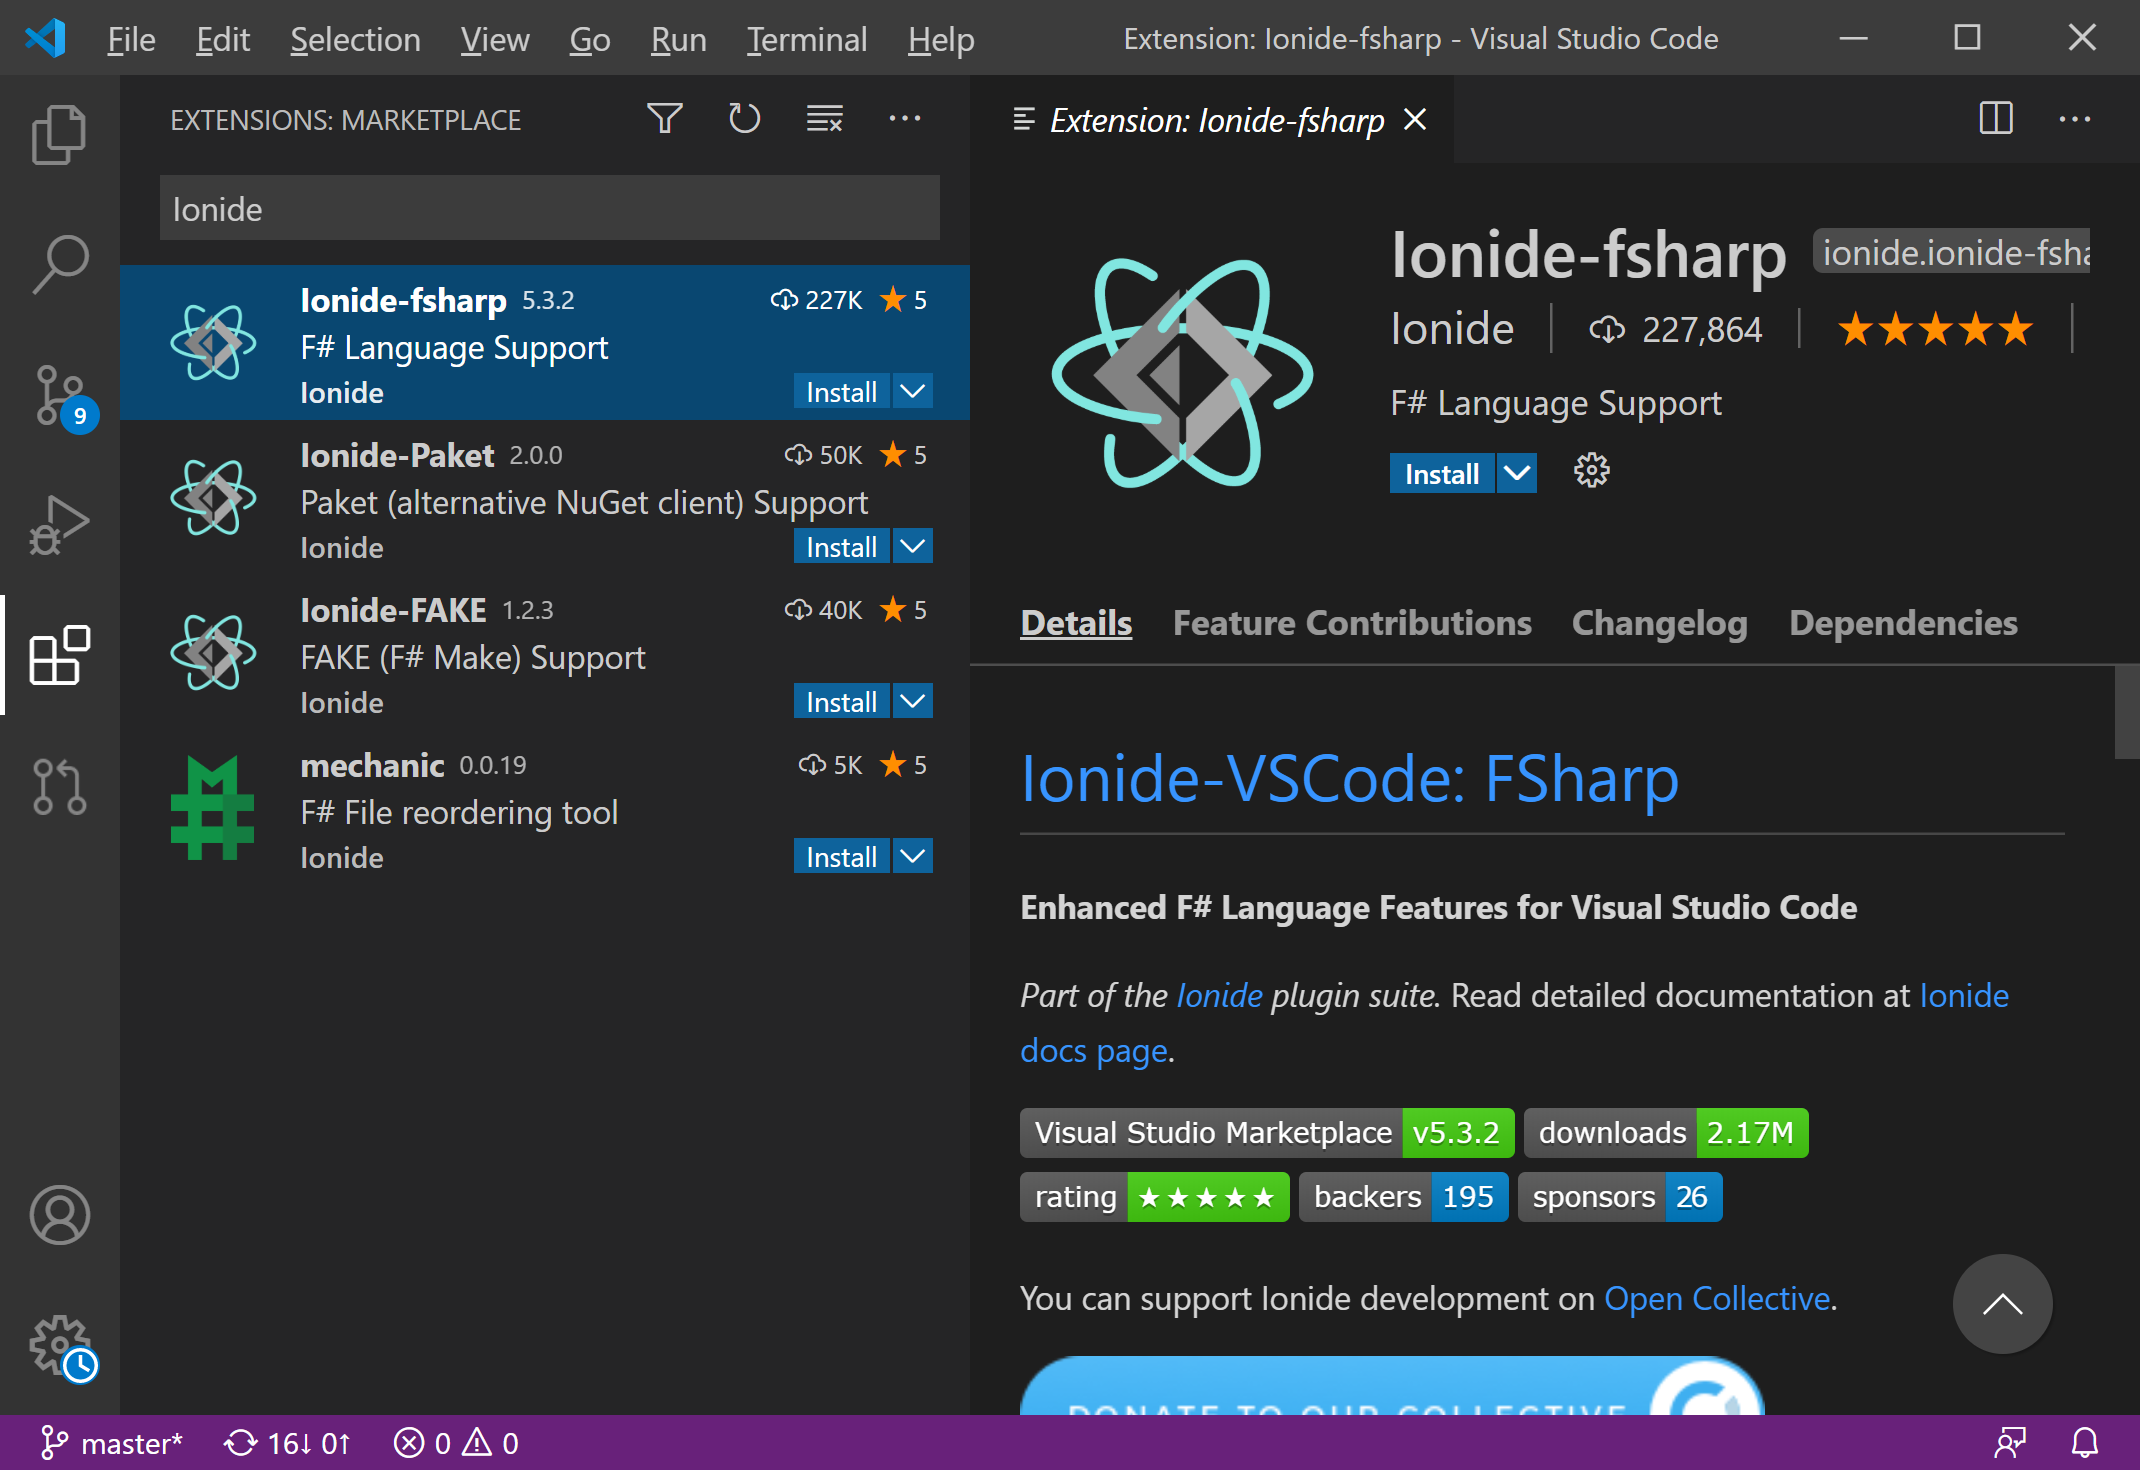 File Edit Selection View Go Run Terminal Help
Extension: Ionide-fsharp - Visual Studio Code
EXTENSIONS: MARKETPLACE
Ionide
Ionide-fsharp 5.3.2 227K 5
F# Language Support
Ionide Install
Ionide-Paket 2.0.0 50K 5
Paket (alternative NuGet client) Support
Ionide Install
Ionide-FAKE 1.2.3 40K 5
FAKE (F# Make) Support
Ionide Install
mechanic 0.0.19 5K 5
F# File reordering tool
Ionide Install
9
Extension: Ionide-fsharp
Ionide-fsharp ionide.ionide-fsha
Ionide 227,864
F# Language Support
Install
Details Feature Contributions Changelog Dependencies
Ionide-VSCode: FSharp
Enhanced F# Language Features for Visual Studio Code
Part of the Ionide plugin suite. Read detailed documentation at Ionide
docs page.
Visual Studio Marketplace v5.3.2 downloads 2.17M
rating ★★★★★ backers 195 sponsors 26
You can support Ionide development on Open Collective.
DONATE TO OUR COLLECTIVE
master* 16↓ 0↑ 0 0